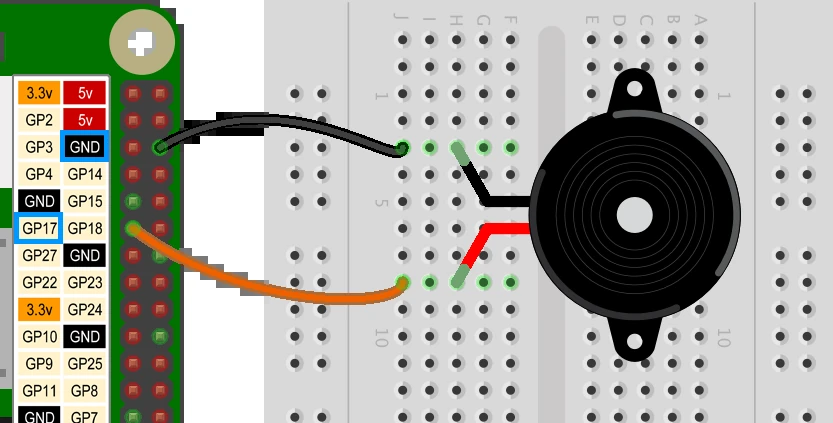 J I H G F E D C B A
3.3v 5v
1 1
GP2 5v
GP3 GND
GP4 GP14
GND GP15
5
GP17 GP18
GP27 GND
GP22 GP23
3.3v GP24
GP10 GND
10 10
GP9 GP25
GP11 GP8
GND GP7